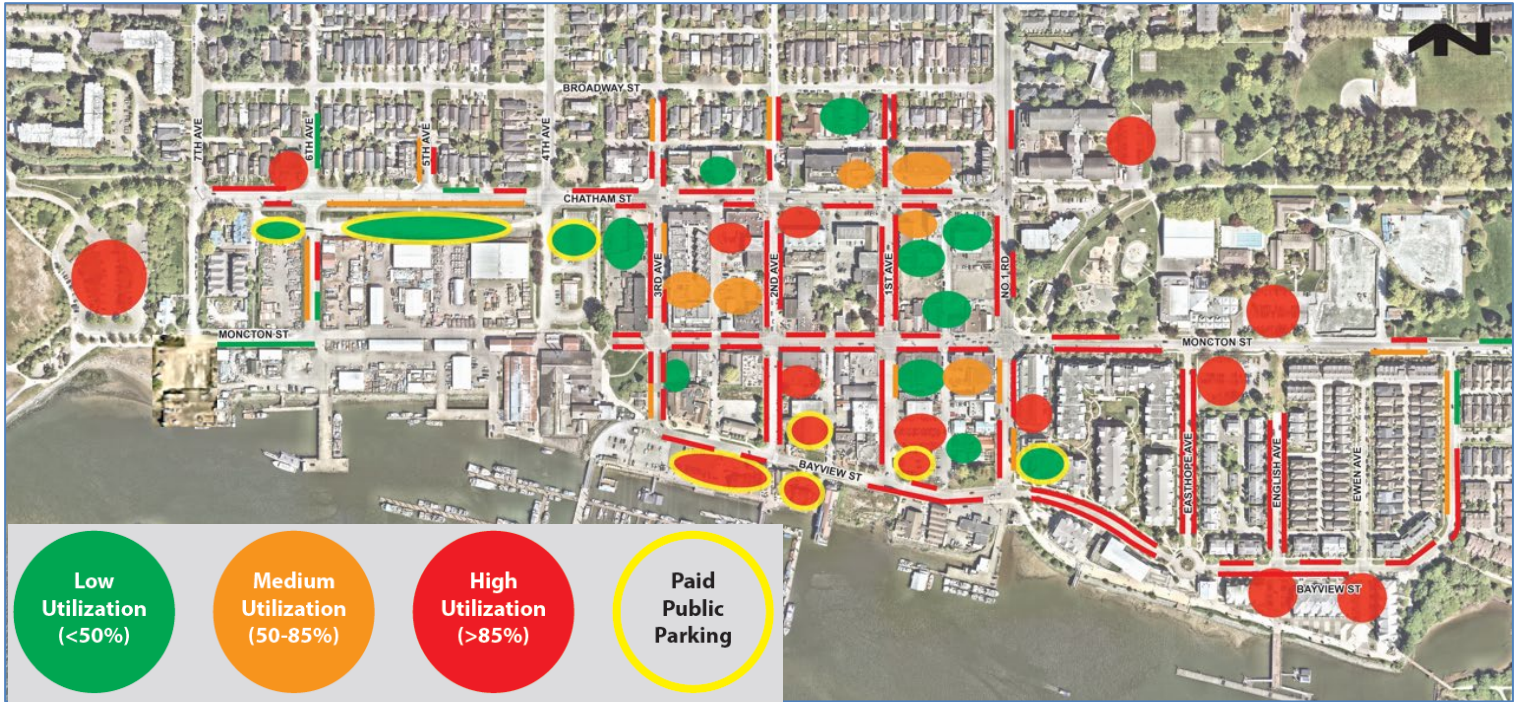 BROADWAY ST
7TH AVE
6TH AVE
5TH AVE
4TH AVE
CHATHAM ST
3RD AVE
2ND AVE
1ST AVE
NO. 1 RD
MONCTON ST
MONCTON ST
BAYVIEW ST
EASTHOPE AVE
ENGLISH AVE
EWEN AVE
BAYVIEW ST
N
Low
Utilization
(<50%)
Medium
Utilization
(50-85%)
High
Utilization
(>85%)
Paid
Public
Parking